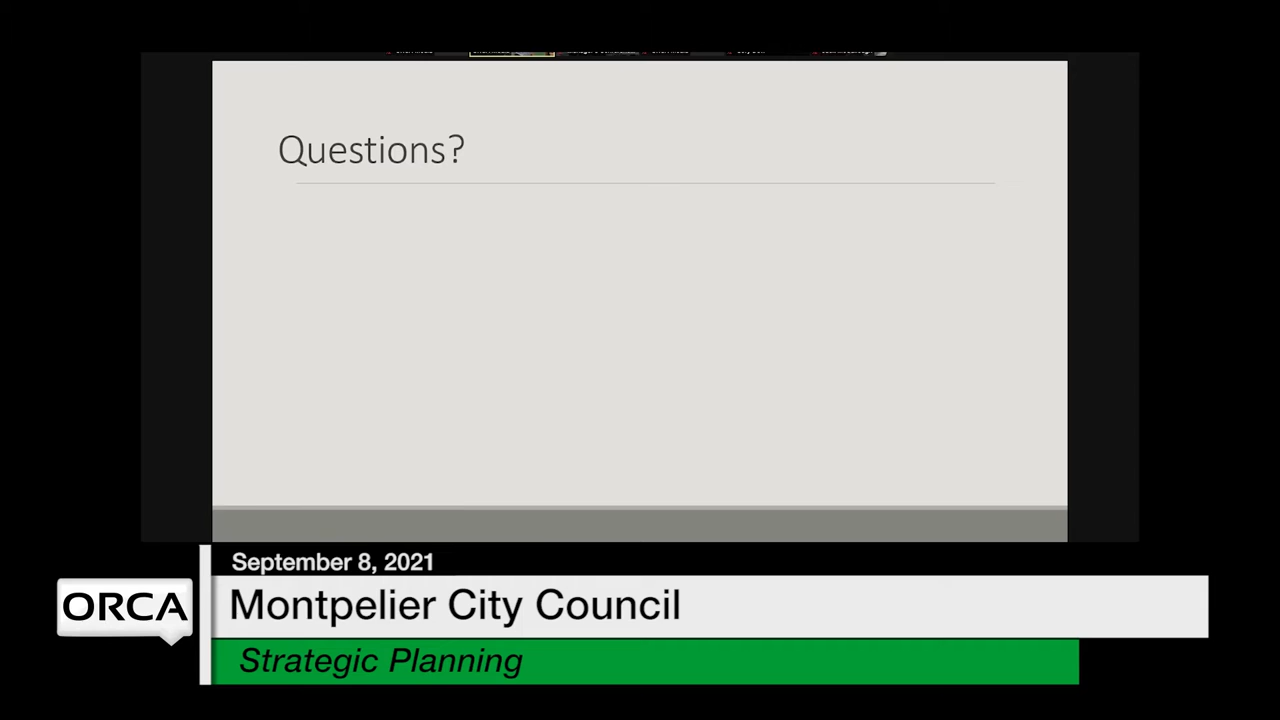 Questions?
September 8, 2021
ORCA
Montpelier City Council
Strategic Planning